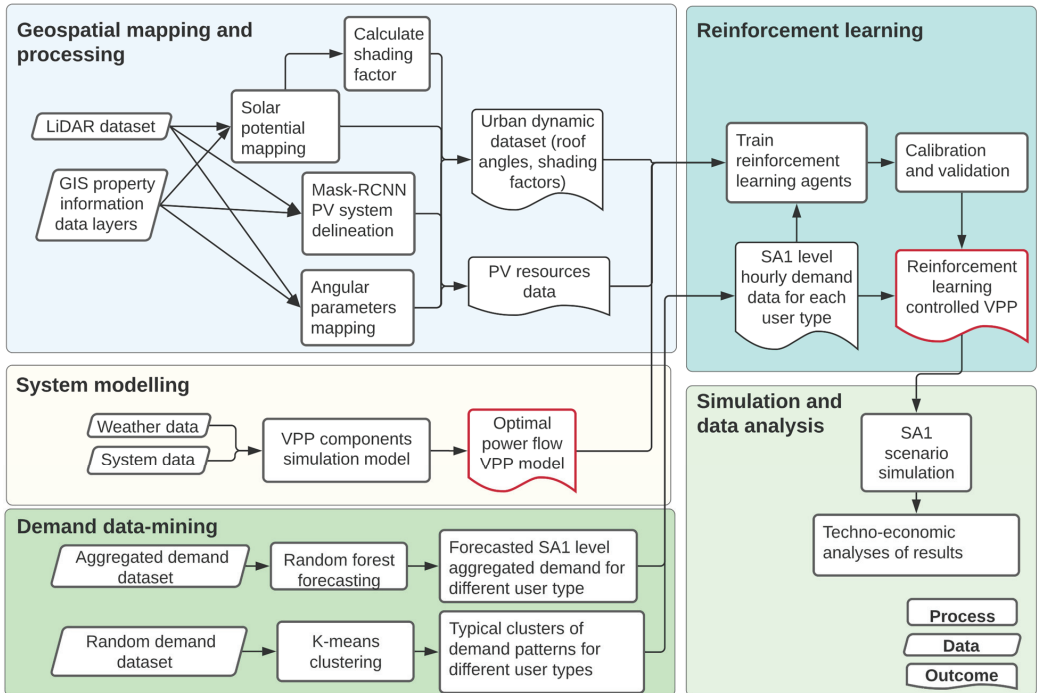 Geospatial mapping and
processing
Calculate
shading
factor
LiDAR dataset
Solar
potential
mapping
GIS property
information
data layers
Mask-RCNN
PV system
delineation
Angular
parameters
mapping
Urban dynamic
dataset (roof
angles, shading
factors)
PV resources
data
System modelling
Weather data
System data
VPP components
simulation model
Optimal
power flow
VPP model
Demand data-mining
Aggregated demand
dataset
Random forest
forecasting
Forecasted SA1 level
aggregated demand for
different user type
Random demand
dataset
K-means
clustering
Typical clusters of
demand patterns for
different user types
Reinforcement learning
Train
reinforcement
learning agents
Calibration
and validation
SA1 level
hourly demand
data for each
user type
Reinforcement
learning
controlled VPP
Simulation and
data analysis
SA1
scenario
simulation
Techno-economic
analyses of results
Process
Data
Outcome